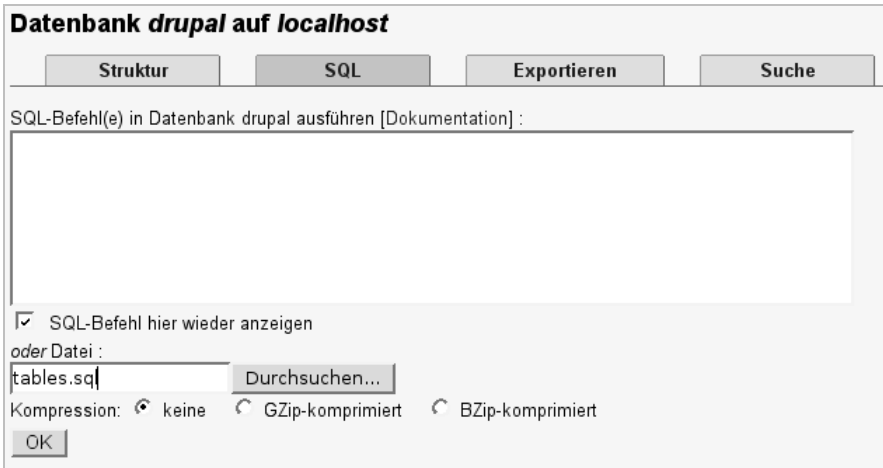 Datenbank drupal auf localhost
Struktur SQL Exportieren Suche
SQL-Befehl(e) in Datenbank drupal ausführen [Dokumentation] :
SQL-Befehl hier wieder anzeigen
oder Datei :
tables.sql Durchsuchen...
Kompression: keine GZip-komprimiert BZip-komprimiert
OK